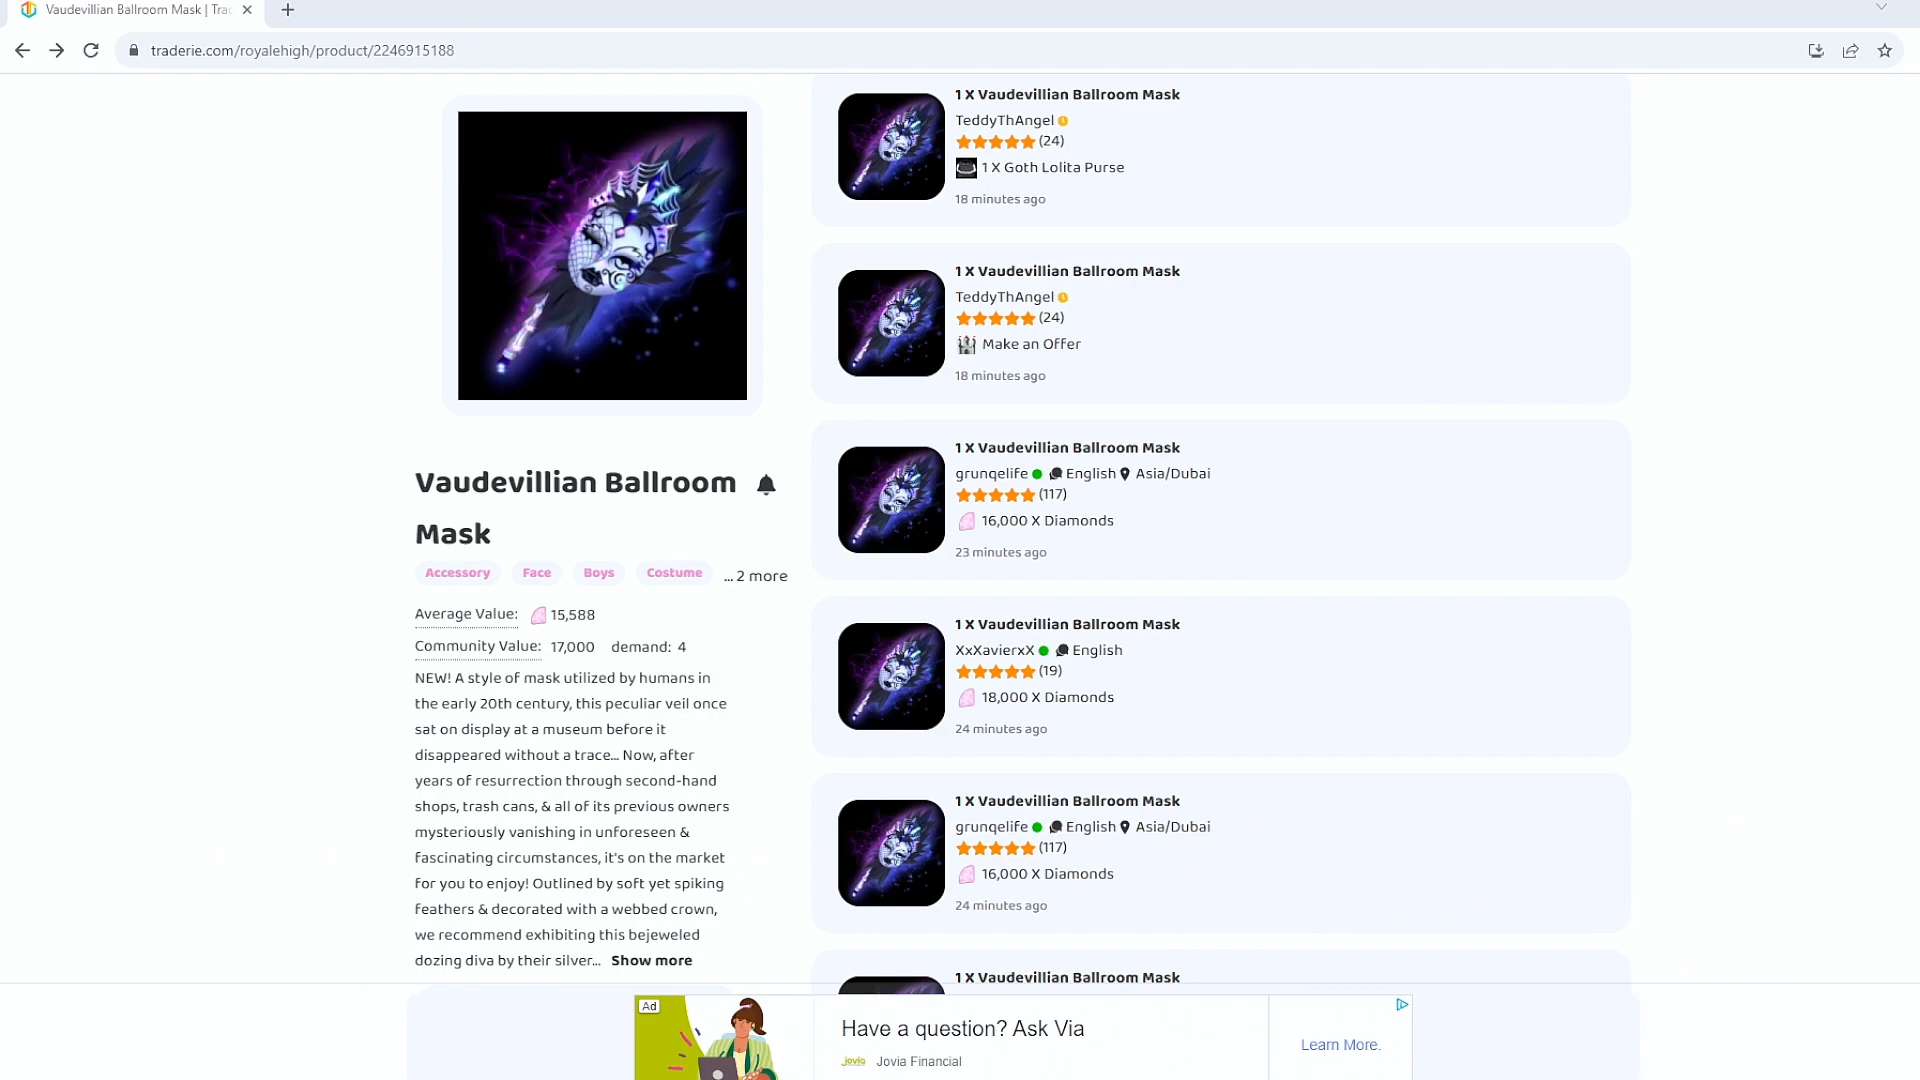 Vaudevillian Ballroom Mask | Trac
traderie.com/royalehigh/product/2246915188
Vaudevillian Ballroom
Mask
Accessory Face Boys Costume ... 2 more
Average Value: 15,588
Community Value: 17,000 demand: 4
NEW! A style of mask utilized by humans in
the early 20th century, this peculiar veil once
sat on display at a museum before it
disappeared without a trace... Now, after
years of resurrection through second-hand
shops, trash cans, & all of its previous owners
mysteriously vanishing in unforeseen &
fascinating circumstances, it's on the market
for you to enjoy! Outlined by soft yet spiking
feathers & decorated with a webbed crown,
we recommend exhibiting this bejeweled
dozing diva by their silver... Show more
1 X Vaudevillian Ballroom Mask
TeddyThAngel
(24)
1 X Goth Lolita Purse
18 minutes ago
1 X Vaudevillian Ballroom Mask
TeddyThAngel
(24)
Make an Offer
18 minutes ago
1 X Vaudevillian Ballroom Mask
grunqelife English Asia/Dubai
(117)
16,000 X Diamonds
23 minutes ago
1 X Vaudevillian Ballroom Mask
XxXavierxX English
(19)
18,000 X Diamonds
24 minutes ago
1 X Vaudevillian Ballroom Mask
grunqelife English Asia/Dubai
(117)
16,000 X Diamonds
24 minutes ago
1 X Vaudevillian Ballroom Mask
Ad
Have a question? Ask Via
jovia Jovia Financial
Learn More.